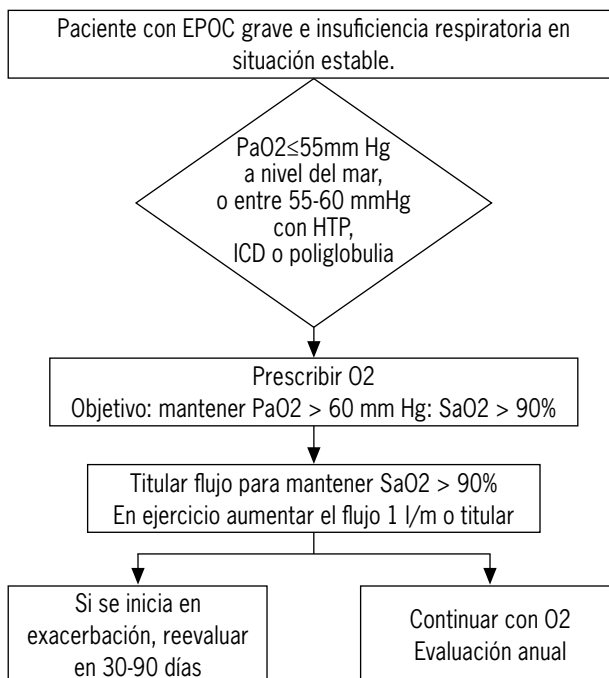 Paciente con EPOC grave e insuficiencia respiratoria en
situación estable.
PaO2≤55mm Hg
a nivel del mar,
o entre 55-60 mmHg
con HTP,
ICD o poliglobulia
Prescribir O2
Objetivo: mantener PaO2 > 60 mm Hg: SaO2 > 90%
Titular flujo para mantener SaO2 > 90%
En ejercicio aumentar el flujo 1 l/m o titular
Si se inicia en
exacerbación, reevaluar
en 30-90 días
Continuar con O2
Evaluación anual